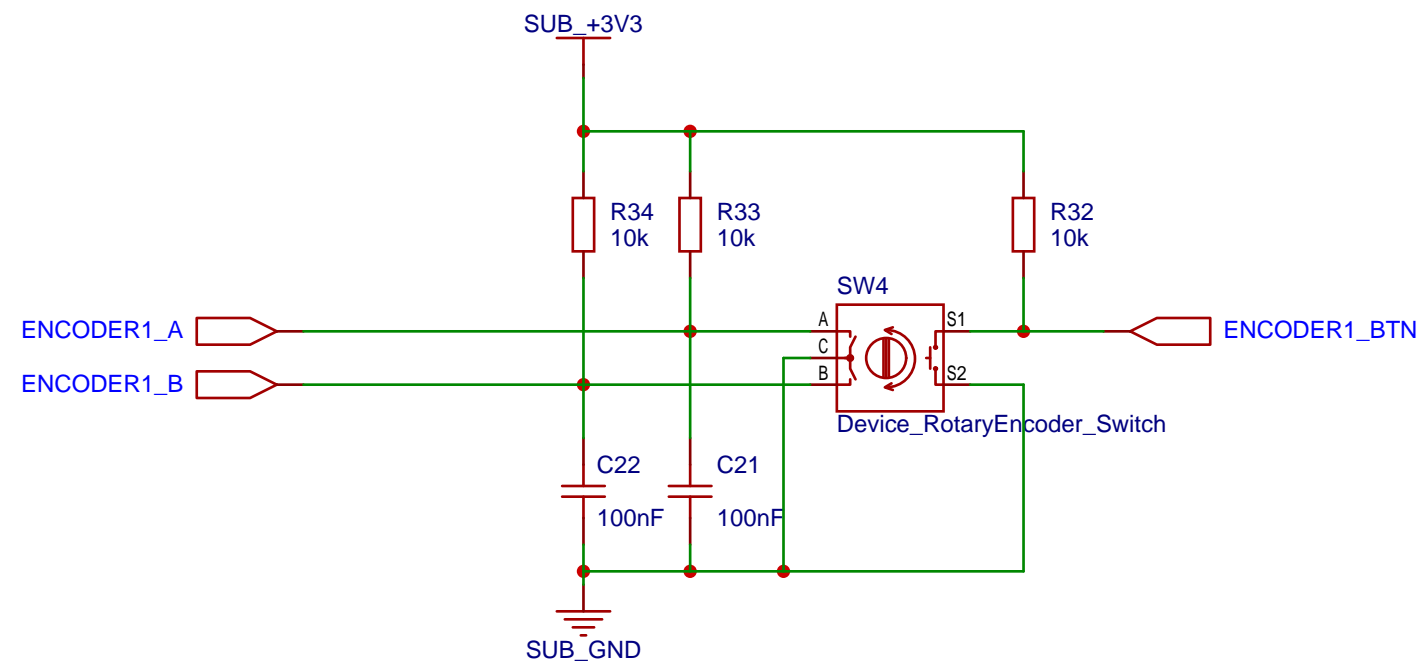 SUB_+3V3
R34
10k
R33
10k
R32
10k
SW4
ENCODER1_A
A
S1
ENCODER1_BTN
C
ENCODER1_B
B
S2
Device_RotaryEncoder_Switch
C22
100nF
C21
100nF
SUB_GND